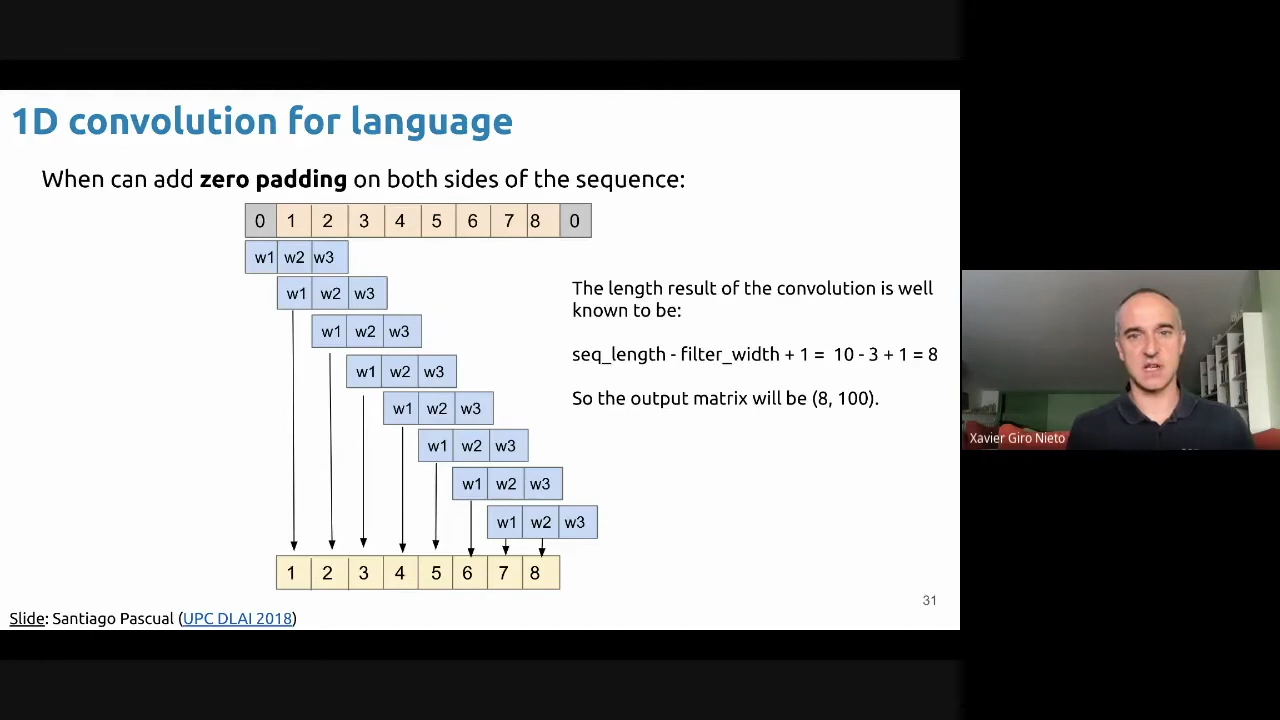 1D convolution for language
When can add zero padding on both sides of the sequence:
0 1 2 3 4 5 6 7 8 0
w1 w2 w3
w1 w2 w3
w1 w2 w3
w1 w2 w3
w1 w2 w3
w1 w2 w3
w1 w2 w3
w1 w2 w3
1 2 3 4 5 6 7 8
The length result of the convolution is well
known to be:
seq_length - filter_width + 1 = 10 - 3 + 1 = 8
So the output matrix will be (8, 100).
31
Slide: Santiago Pascual (UPC DLAI 2018)
Xavier Giro Nieto